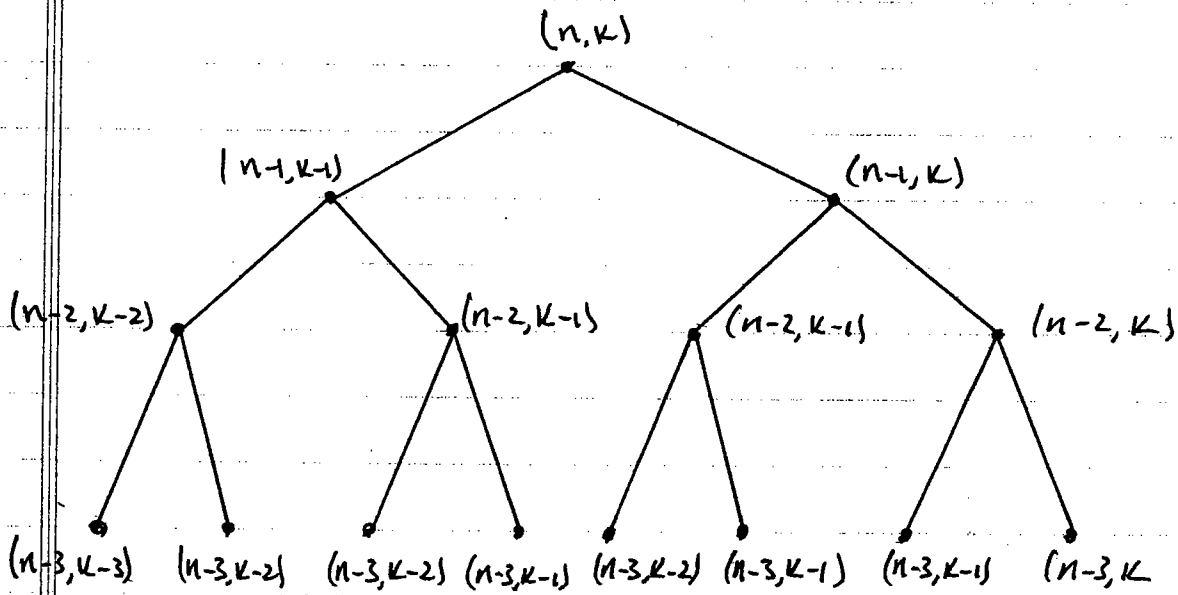 (n,k)
(n-1,k-1) (n-1,k)
(n-2,k-2) (n-2,k-1) (n-2,k-1) (n-2,k)
(n-3,k-3) (n-3,k-2) (n-3,k-2) (n-3,k-1) (n-3,k-2) (n-3,k-1) (n-3,k-1) (n-3,k